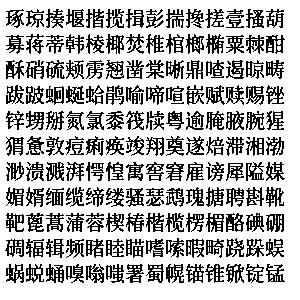 琢琼揍堰揩揽揖彭揣搀搓壹搔葫
募蒋蒂韩棱椰焚椎棺榔椭粟棘酣
酥硝硫颊雳翘凿棠晰鼎喳遏晾畴
跋跛蛔蜒蛤鹃喻啼喧嵌赋赎赐锉
锌甥掰氮氯黍筏牍粤逾腌腋腕猩
猬惫敦痘痢痪竣翔奠遂焙滞湘渤
渺溃溅湃愕惶寓窖窘雇谤犀隘媒
媚婿缅缆缔缕骚瑟鹉瑰搪聘斟靴
靶蓖蒿蒲蓉楔椿楷榄楞楣酪碘硼
碉辐辑频睹睦瞄嗜嗦暇畸跷跺蜈
蜗蜕蛹嗅嗡嗤署蜀幌锚锥锨锭锰